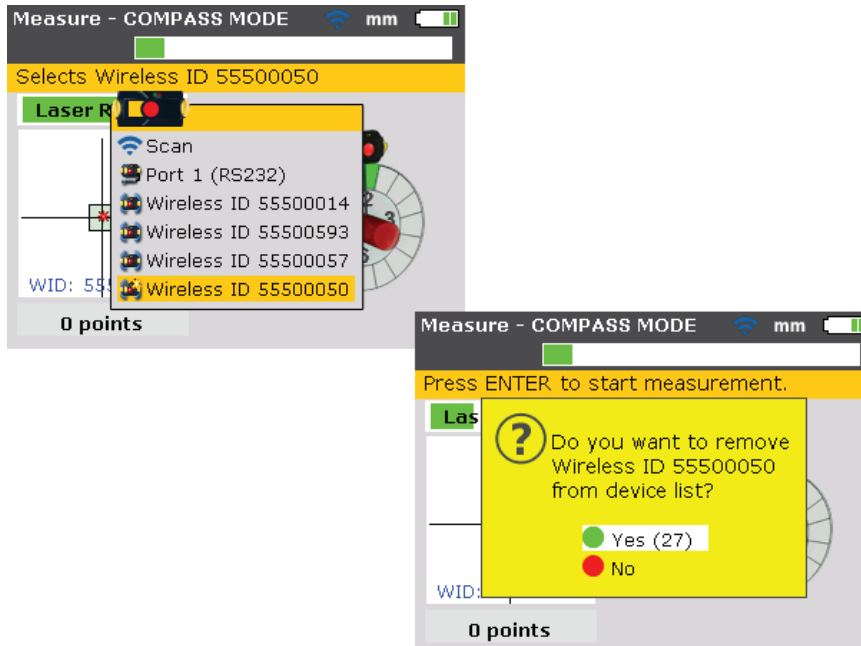 Measure - COMPASS MODE mm
Selects Wireless ID 55500050
Laser R
Scan
Port 1 (RS232)
Wireless ID 55500014
2
3
Wireless ID 55500593
Wireless ID 55500057
WID: 555
Wireless ID 55500050
0 points
Measure - COMPASS MODE mm
Press ENTER to start measurement.
Las
Do you want to remove
Wireless ID 55500050
from device list?
Yes (27)
No
WID:
0 points